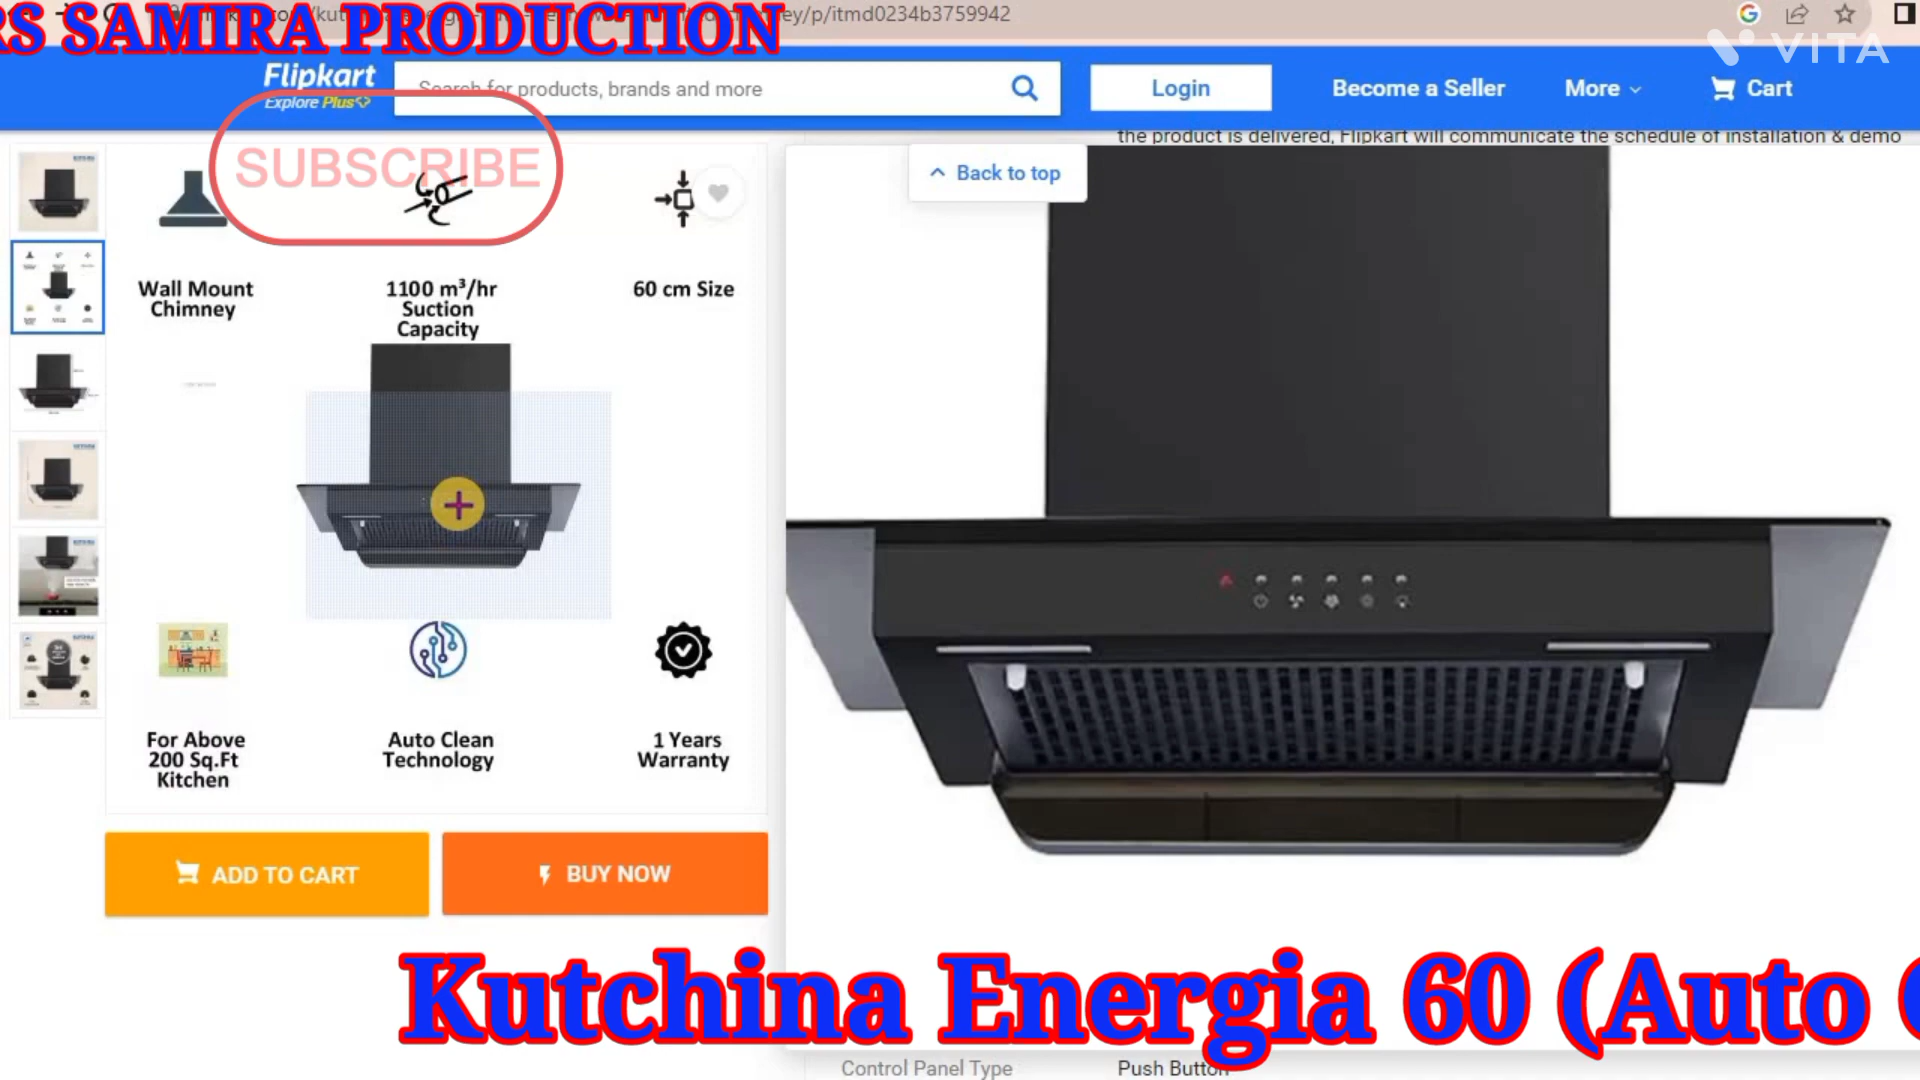 RS SAMIRA PRODUCTION
ey/p/itmd0234b3759942
VITA
Flipkart
Explore Plus
Search for products, brands and more
Login
Become a Seller
More
Cart
SUBSCRIBE
the product is delivered, Flipkart will communicate the schedule of installation & demo
Back to top
Wall Mount
Chimney
1100 m³/hr
Suction
Capacity
60 cm Size
For Above
200 Sq.Ft
Kitchen
Auto Clean
Technology
1 Years
Warranty
ADD TO CART
BUY NOW
Kutchina Energia 60 (Auto
Control Panel Type
Push Button